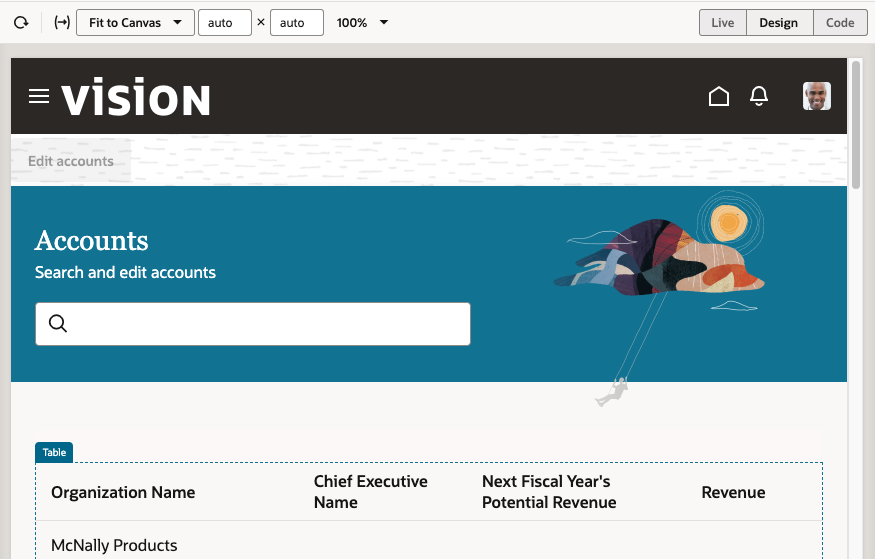 Fit to Canvas auto × auto 100% Live Design Code
vision
Edit accounts
Accounts
Search and edit accounts
Table
Organization Name Chief Executive Name Next Fiscal Year's Potential Revenue Revenue
McNally Products